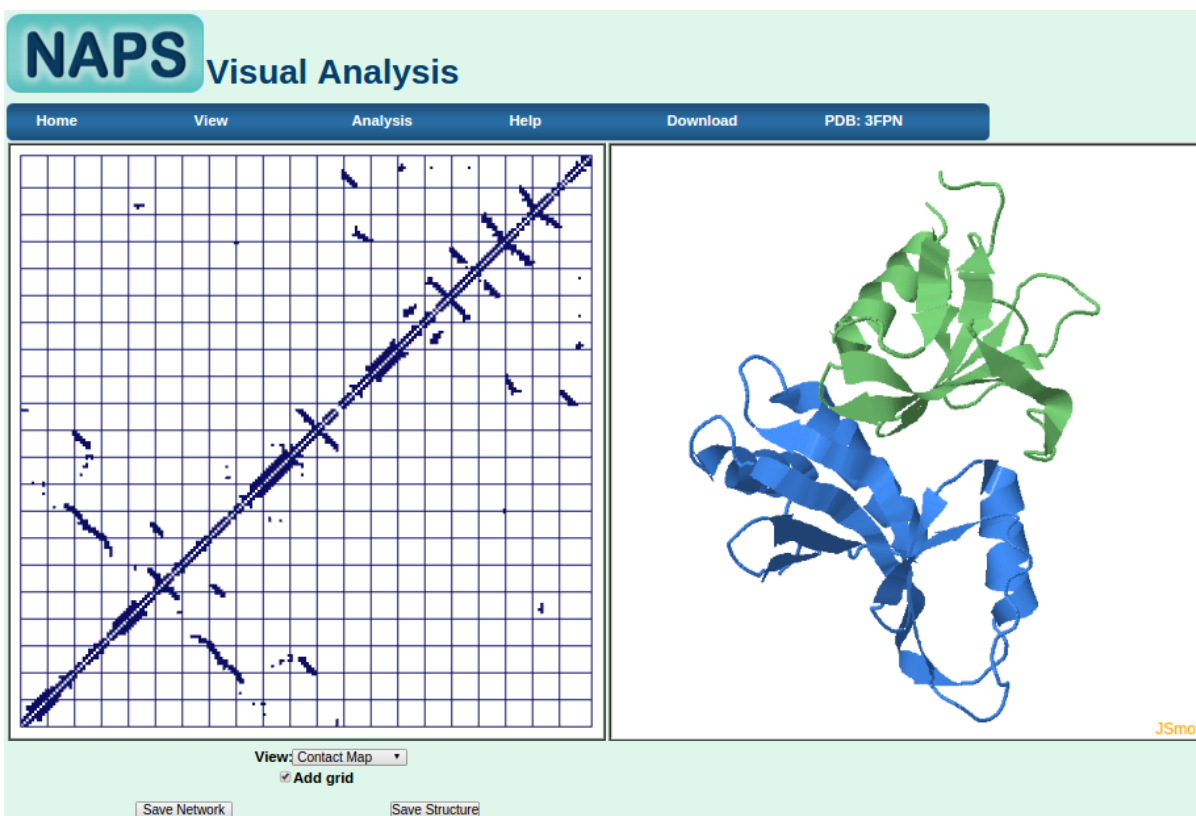 NAPS Visual Analysis
Home View Analysis Help Download PDB: 3FPN
JSmo
View: Contact Map
Add grid
Save Network Save Structure